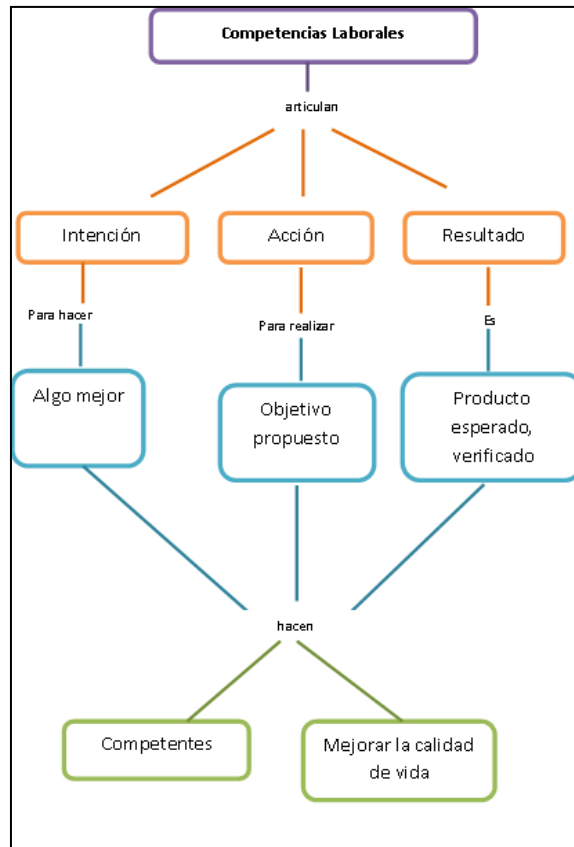 Competencias Laborales
articulan
Intención
Acción
Resultado
Para hacer
Para realizar
Es
Algo mejor
Objetivo
propuesto
Producto
esperado,
verificado
hacen
Competentes
Mejorar la calidad
de vida